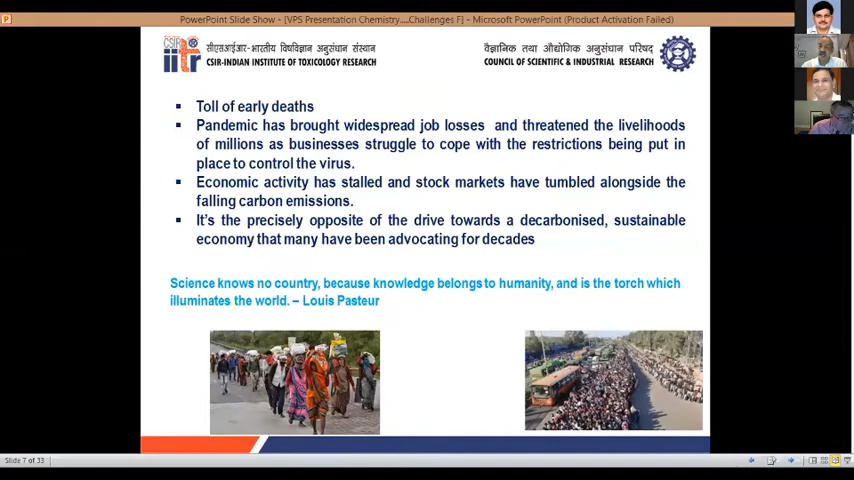 PowerPoint Slide Show - [VPS Presentation Chemistry....Challenges F] - Microsoft PowerPoint (Product Activation Failed)
CSIR
iitr
सीएसआईआर-भारतीय विषविज्ञान अनुसंधान संस्थान
CSIR-INDIAN INSTITUTE OF TOXICOLOGY RESEARCH
वैज्ञानिक तथा औद्योगिक अनुसंधान परिषद
COUNCIL OF SCIENTIFIC & INDUSTRIAL RESEARCH
▪ Toll of early deaths
▪ Pandemic has brought widespread job losses and threatened the livelihoods
of millions as businesses struggle to cope with the restrictions being put in
place to control the virus.
▪ Economic activity has stalled and stock markets have tumbled alongside the
falling carbon emissions.
▪ It's the precisely opposite of the drive towards a decarbonised, sustainable
economy that many have been advocating for decades
Science knows no country, because knowledge belongs to humanity, and is the torch which
illuminates the world. – Louis Pasteur
Slide 7 of 33